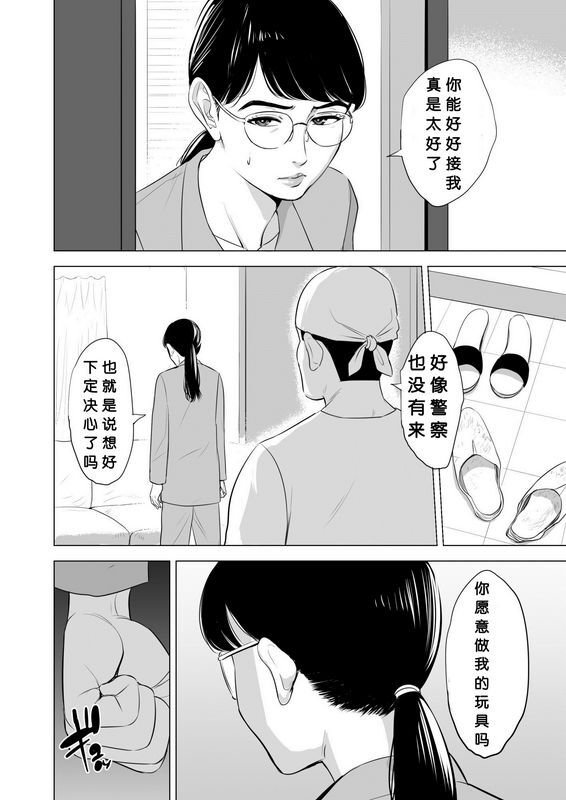 你能好好接我
真是太好了
好像警察
也没有来
也就是说想好
下定决心了吗
你愿意做我的玩具吗